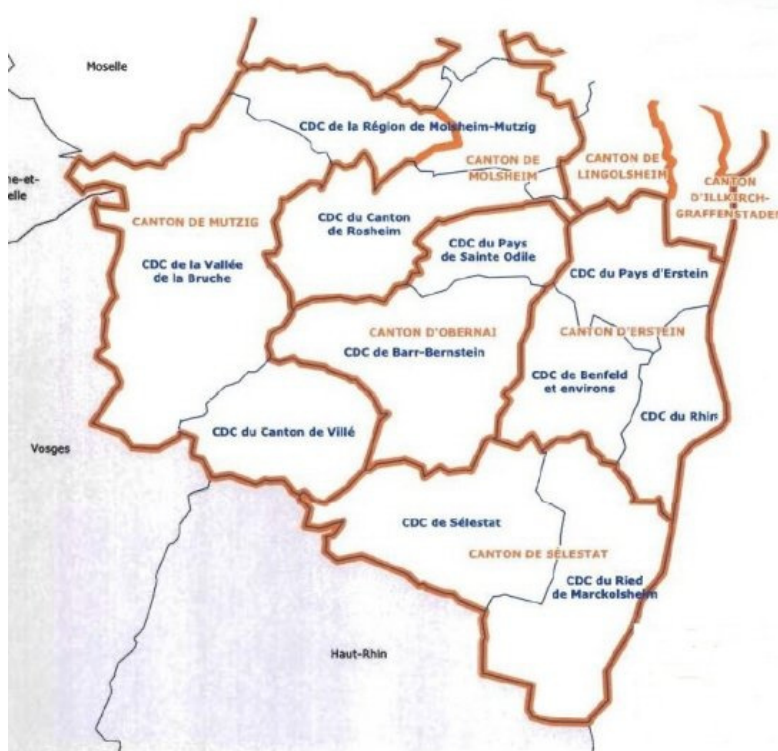 Moselle
CDC de la Région de Molsheim-Mutzig
CANTON DE
MOLSHEIM
CANTON DE
LINGOLSHEIM
CANTON
D'ILLKIRCH-
GRAFFENSTADEN
ne-et-
elle
CANTON DE MUTZIG
CDC du Canton
de Rosheim
CDC du Pays
de Sainte Odile
CDC de la Vallée
de la Bruche
CDC du Pays d'Erstein
CANTON D'OBERNAI
CDC de Barr-Bernstein
CANTON D'ERSTEIN
CDC de Benfeld
et environs
CDC du Rhin
CDC du Canton de Villé
Vosges
CDC de Sélestat
CANTON DE SÉLESTAT
CDC du Ried
de Marckolsheim
Haut-Rhin